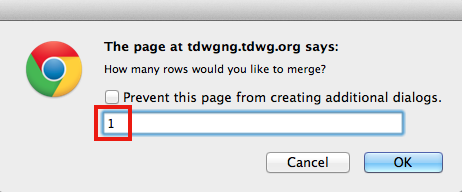 The page at tdwgng.tdwg.org says:
How many rows would you like to merge?
Prevent this page from creating additional dialogs.
1
Cancel OK